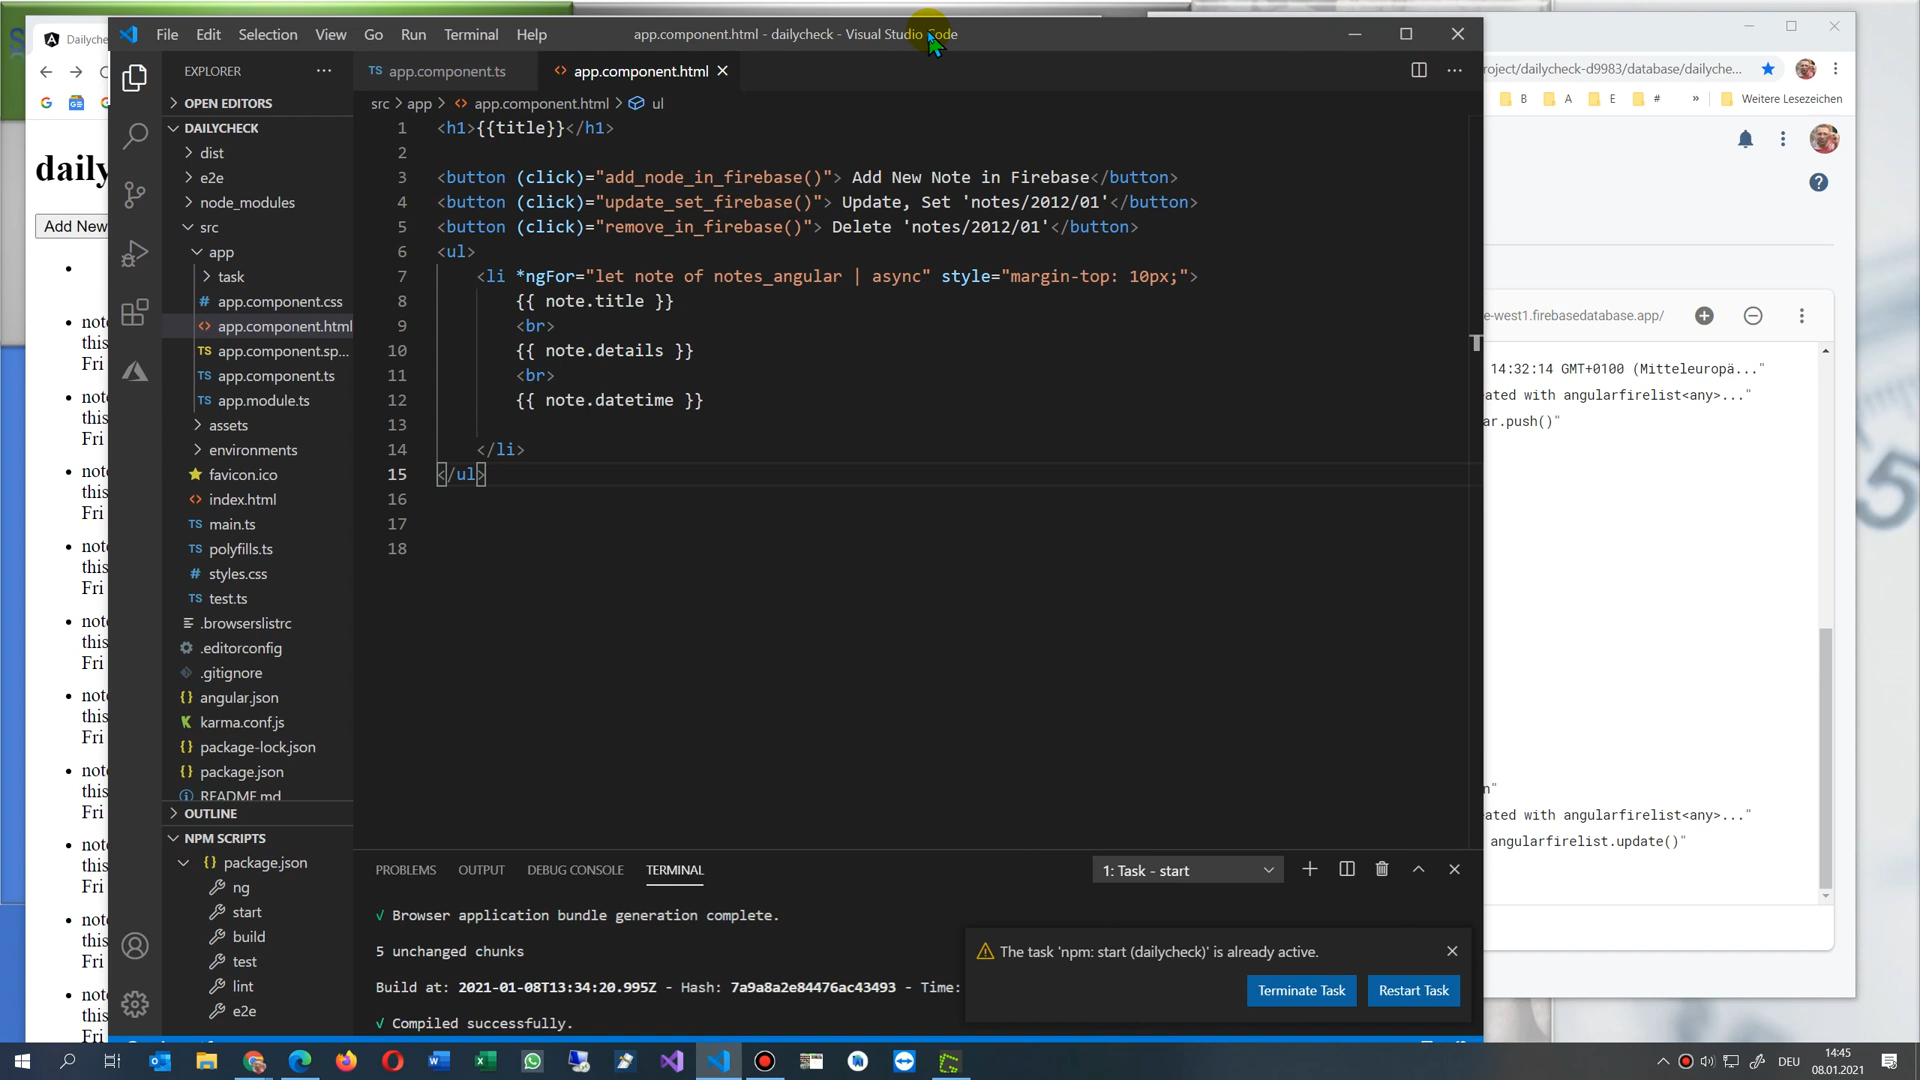 Dailyche
daily
Add New
note
this
Fri
File Edit Selection View Go Run Terminal Help
app.component.html - dailycheck - Visual Studio Code
EXPLORER
OPEN EDITORS
DAILYCHECK
dist
e2e
node_modules
src
app
task
app.component.css
app.component.html
app.component.sp...
app.component.ts
app.module.ts
assets
environments
favicon.ico
index.html
main.ts
polyfills.ts
styles.css
test.ts
.browserslistrc
.editorconfig
.gitignore
angular.json
karma.conf.js
package-lock.json
package.json
README.md
OUTLINE
NPM SCRIPTS
package.json
ng
start
build
test
lint
e2e
app.component.ts app.component.html
src > app > app.component.html > ul
1 <h1>{{title}}</h1>
2
3 <button (click)="add_node_in_firebase()"> Add New Note in Firebase</button>
4 <button (click)="update_set_firebase()"> Update, Set 'notes/2012/01'</button>
5 <button (click)="remove_in_firebase()"> Delete 'notes/2012/01'</button>
6 <ul>
7 <li *ngFor="let note of notes_angular | async" style="margin-top: 10px;">
8 {{ note.title }}
9 <br>
10 {{ note.details }}
11 <br>
12 {{ note.datetime }}
13
14 </li>
15 </ul>
16
17
18
PROBLEMS OUTPUT DEBUG CONSOLE TERMINAL
1: Task - start
√ Browser application bundle generation complete.
5 unchanged chunks
Build at: 2021-01-08T13:34:20.995Z - Hash: 7a9a8a2e84476ac43493 - Time:
√ Compiled successfully.
The task 'npm: start (dailycheck)' is already active.
Terminate Task Restart Task
roject/dailycheck-d9983/database/dailyche...
B A E # » Weitere Lesezeichen
e-west1.firebasedatabase.app/
14:32:14 GMT+0100 (Mitteleuropä..."
eated with angularfirelist<any>..."
ar.push()"
n"
eated with angularfirelist<any>..."
angularfirelist.update()"
DEU
14:45
08.01.2021